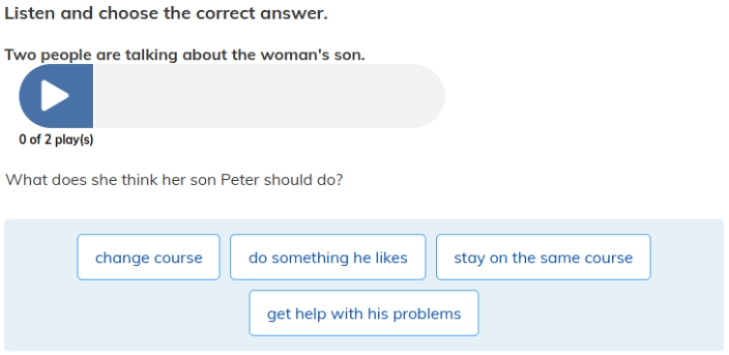 Listen and choose the correct answer.
Two people are talking about the woman's son.
0 of 2 play(s)
What does she think her son Peter should do?
change course
do something he likes
stay on the same course
get help with his problems